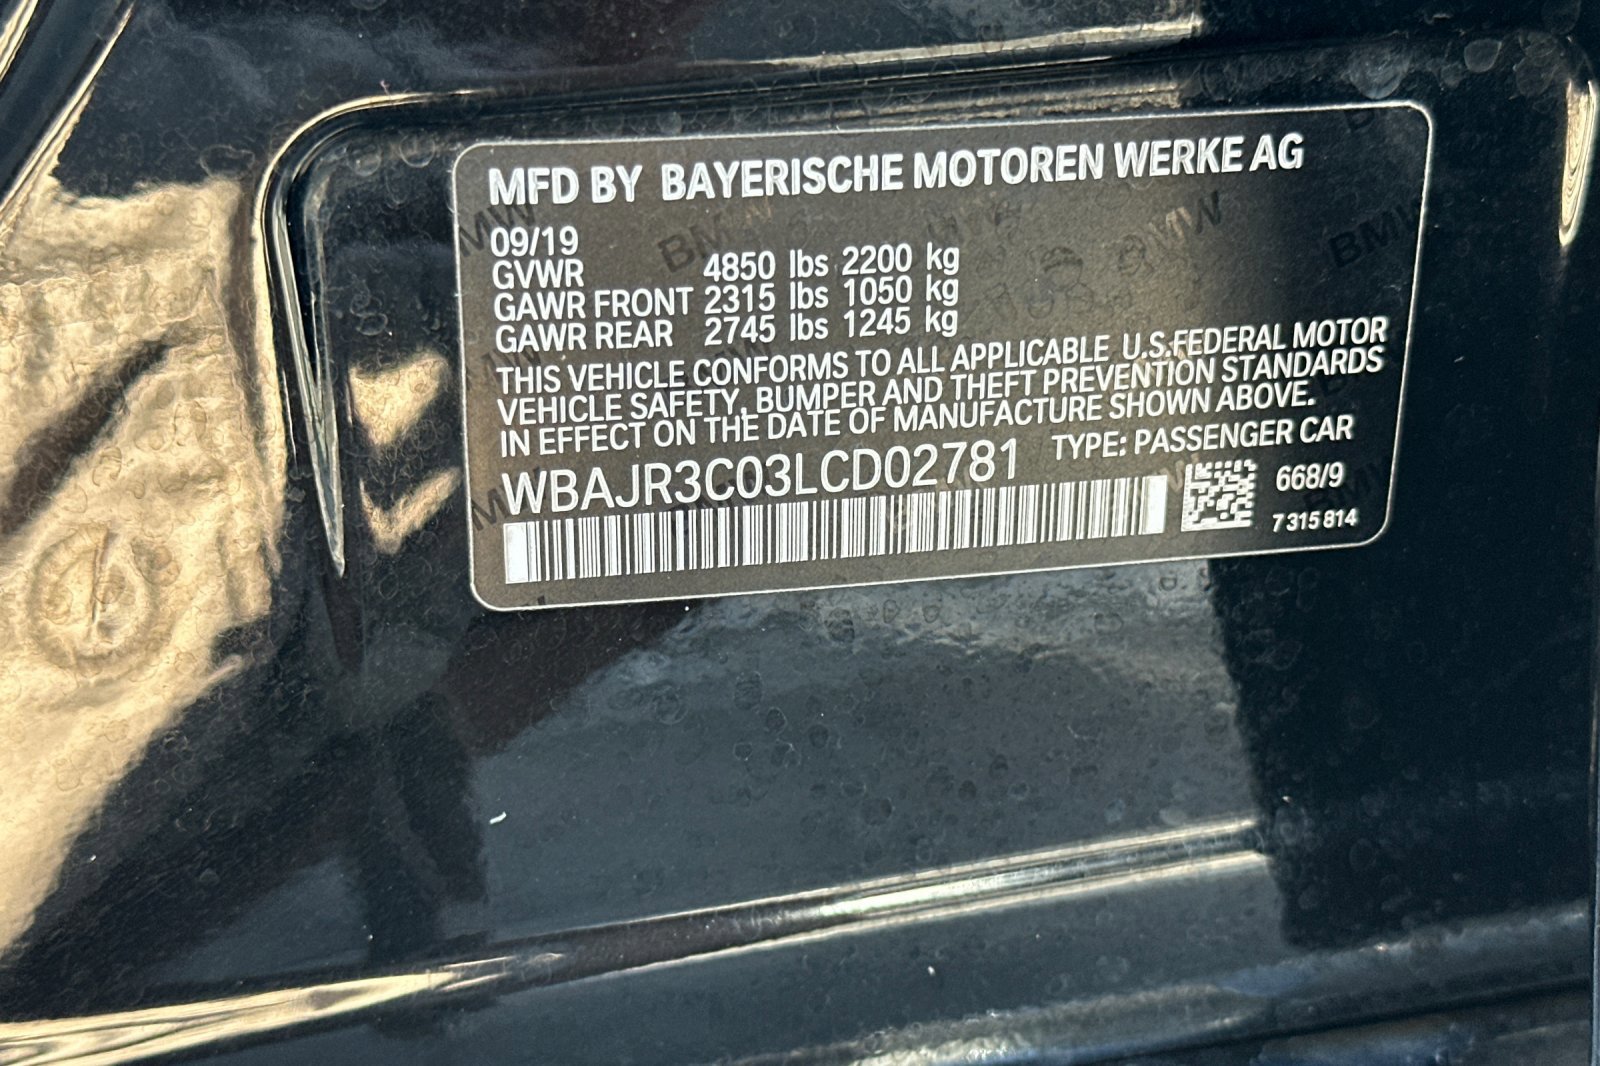 MFD BY BAYERISCHE MOTOREN WERKE AG
09/19
GVWR 4850 lbs 2200 kg
GAWR FRONT 2315 lbs 1050 kg
GAWR REAR 2745 lbs 1245 kg
THIS VEHICLE CONFORMS TO ALL APPLICABLE U.S.FEDERAL MOTOR
VEHICLE SAFETY, BUMPER AND THEFT PREVENTION STANDARDS
IN EFFECT ON THE DATE OF MANUFACTURE SHOWN ABOVE.
WBAJR3C03LCD02781 TYPE: PASSENGER CAR
668/9
7 315 814